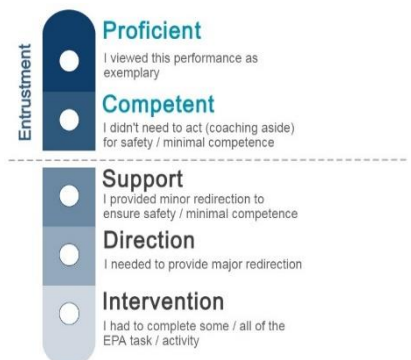 Entrustment
Proficient
I viewed this performance as
exemplary
Competent
I didn't need to act (coaching aside)
for safety / minimal competence
Support
I provided minor redirection to
ensure safety / minimal competence
Direction
I needed to provide major redirection
Intervention
I had to complete some / all of the
EPA task / activity